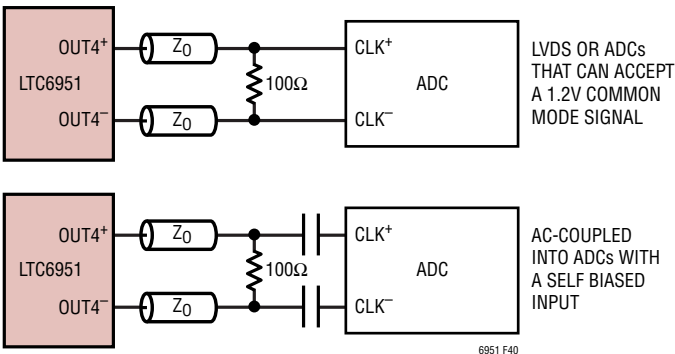 OUT4+
Z0
CLK+
LTC6951
100Ω
ADC
OUT4–
Z0
CLK–
LVDS OR ADCs
THAT CAN ACCEPT
A 1.2V COMMON
MODE SIGNAL
OUT4+
Z0
CLK+
LTC6951
100Ω
ADC
OUT4–
Z0
CLK–
AC-COUPLED
INTO ADCs WITH
A SELF BIASED
INPUT
6951 F40